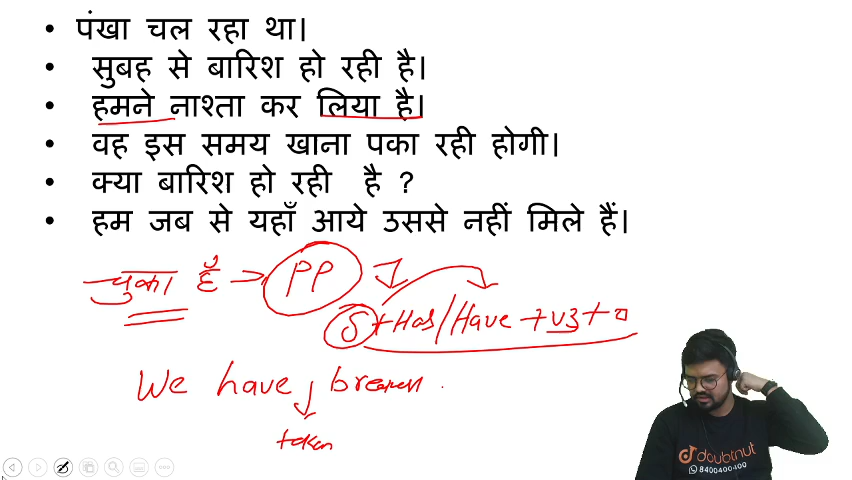 • पंखा चल रहा था।
• सुबह से बारिश हो रही है।
• हमने नाश्ता कर लिया है।
• वह इस समय खाना पका रही होगी।
• क्या बारिश हो रही है ?
• हम जब से यहाँ आये उससे नहीं मिले हैं।
चुका है → PP
S + Has / Have + V3 + O
We have
taken
doubtnut
8400400400